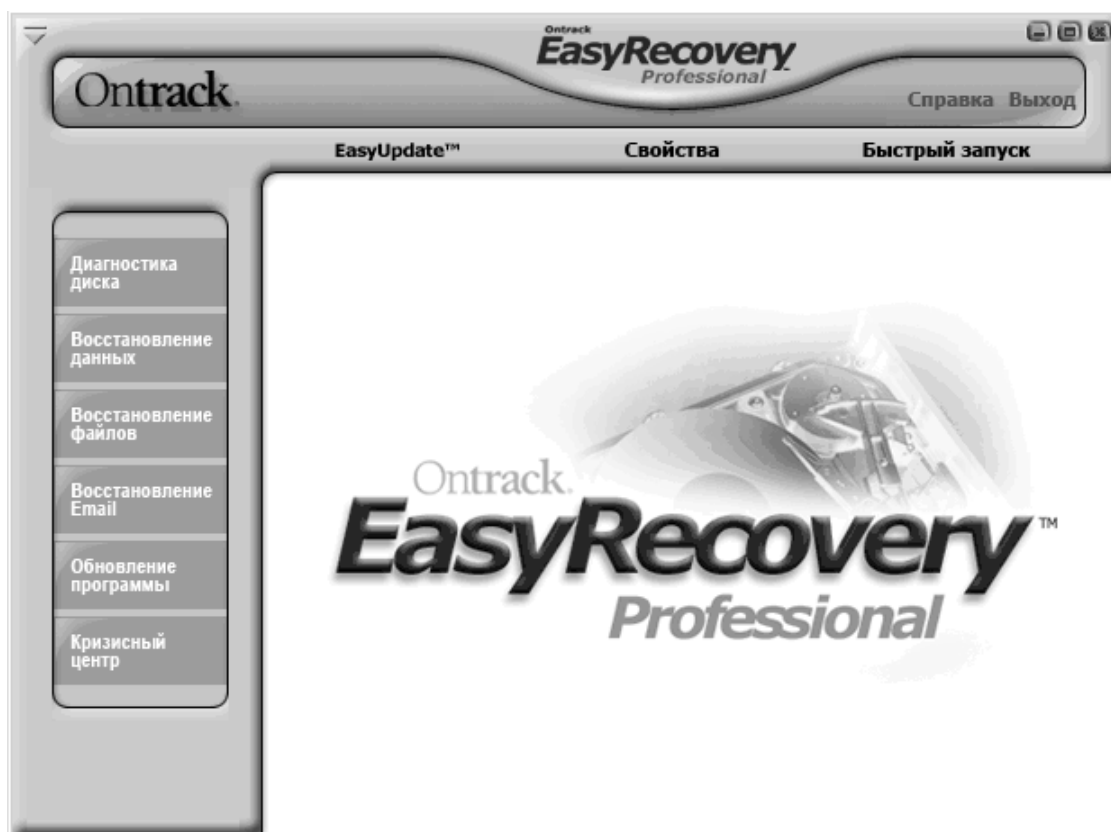 Ontrack
EasyRecovery™
Professional
Ontrack.
Справка Выход
EasyUpdate™
Свойства
Быстрый запуск
Диагностика
диска
Восстановление
данных
Восстановление
файлов
Восстановление
Email
Обновление
программы
Кризисный
центр
Ontrack.
EasyRecovery™
Professional